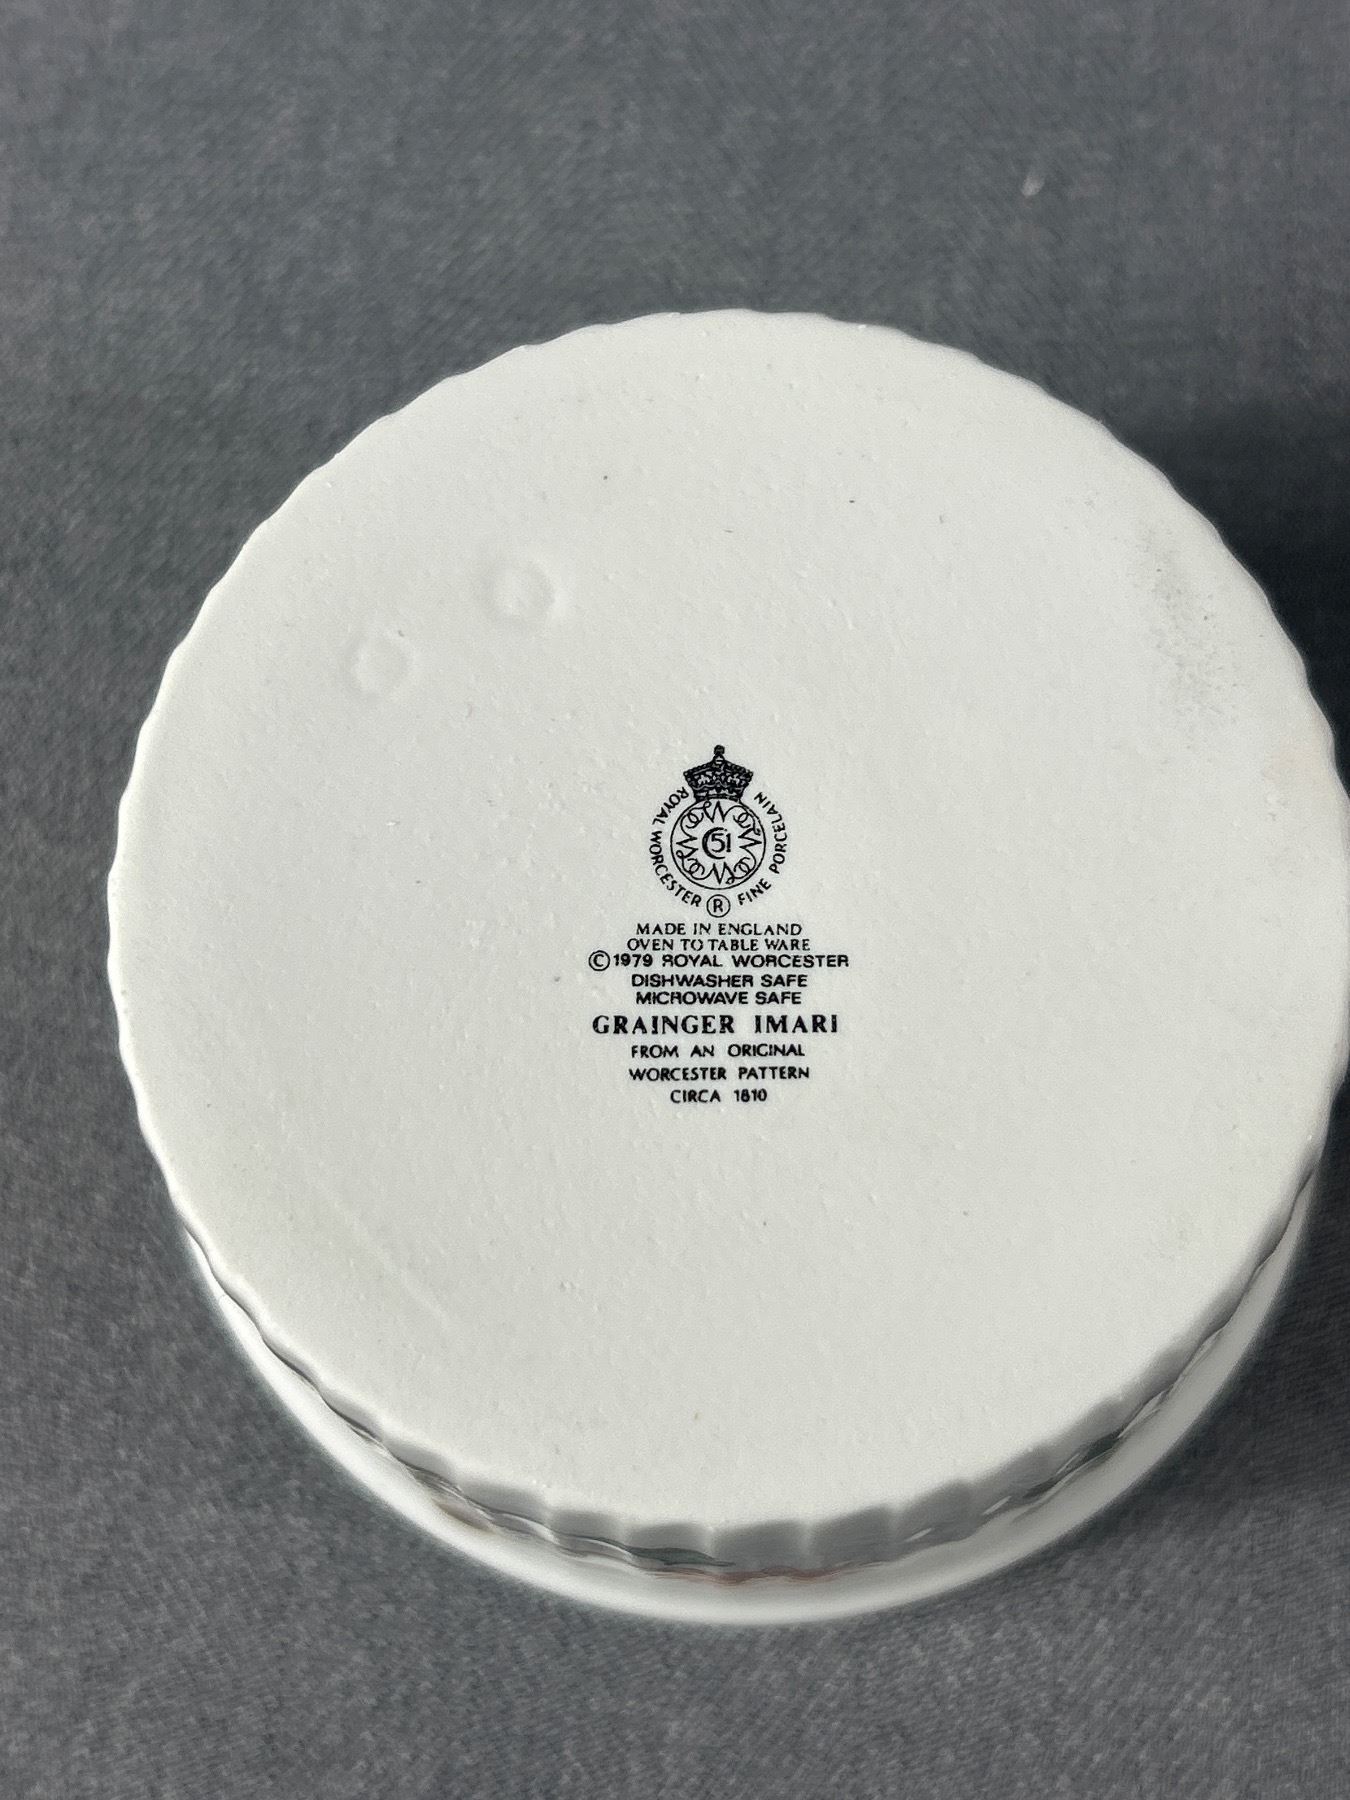 ROYAL WORCESTER ® FINE PORCELAIN
51
MADE IN ENGLAND
OVEN TO TABLE WARE
©1979 ROYAL WORCESTER
DISHWASHER SAFE
MICROWAVE SAFE
GRAINGER IMARI
FROM AN ORIGINAL
WORCESTER PATTERN
CIRCA 1810